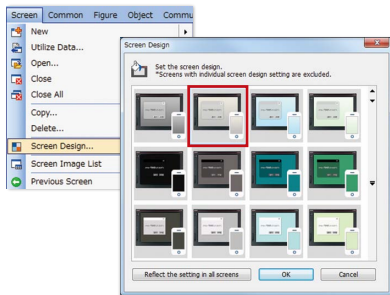 Screen Common Figure Object Commu
New
Utilize Data...
Open...
Close
Close All
Copy...
Delete...
Screen Design...
Screen Image List
Previous Screen
Screen Design
Set the screen design.
*Screens with individual screen design setting are excluded.
Reflect the setting in all screens OK Cancel